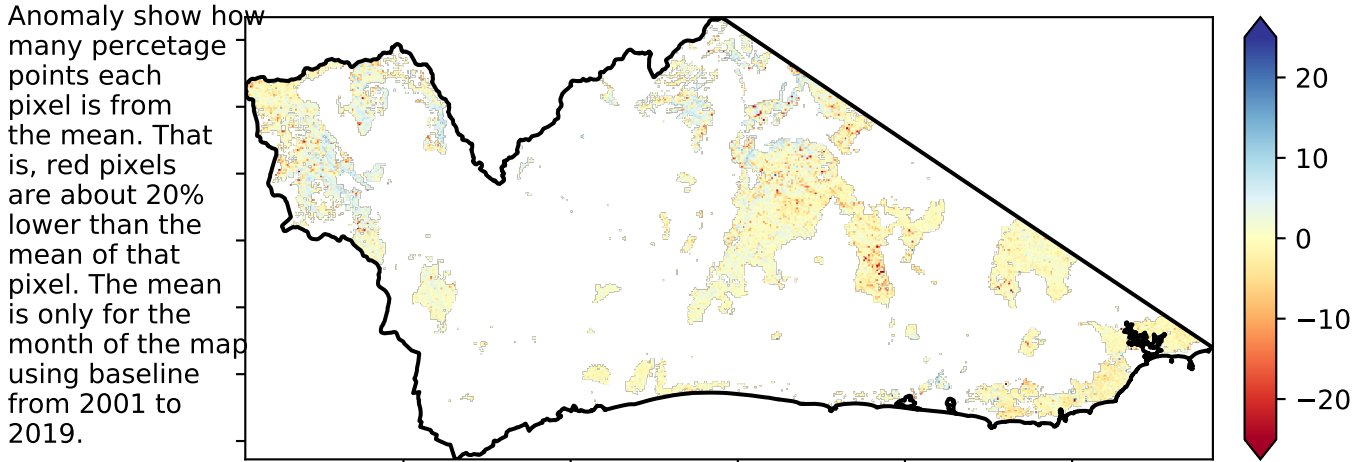 Anomaly show how
many percetage
points each
pixel is from
the mean. That
is, red pixels
are about 20%
lower than the
mean of that
pixel. The mean
is only for the
month of the map
using baseline
from 2001 to
2019.
20
10
0
−10
−20